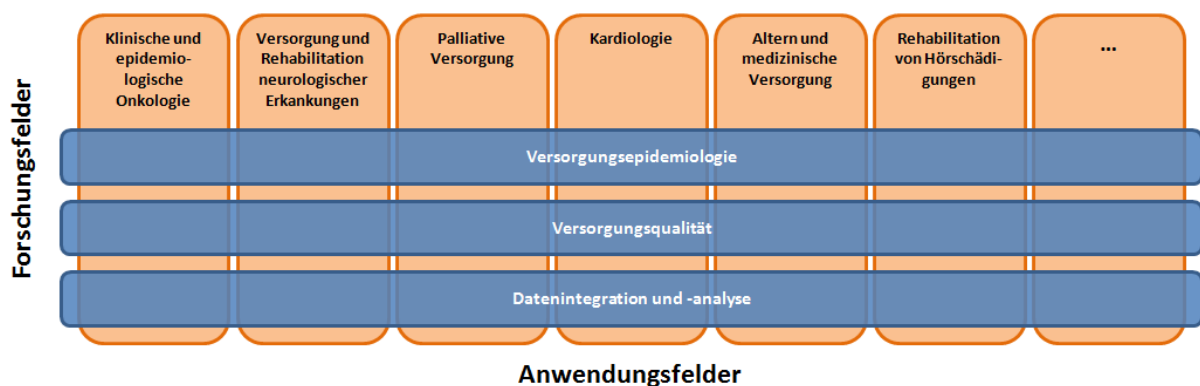 Klinische und
epidemio-
logische
Onkologie
Versorgung und
Rehabilitation
neurologischer
Erkankungen
Palliative
Versorgung
Kardiologie
Altern und
medizinische
Versorgung
Rehabilitation
von Hörschädi-
gungen
...
Forschungsfelder
Versorgungsepidemiologie
Versorgungsqualität
Datenintegration und -analyse
Anwendungsfelder